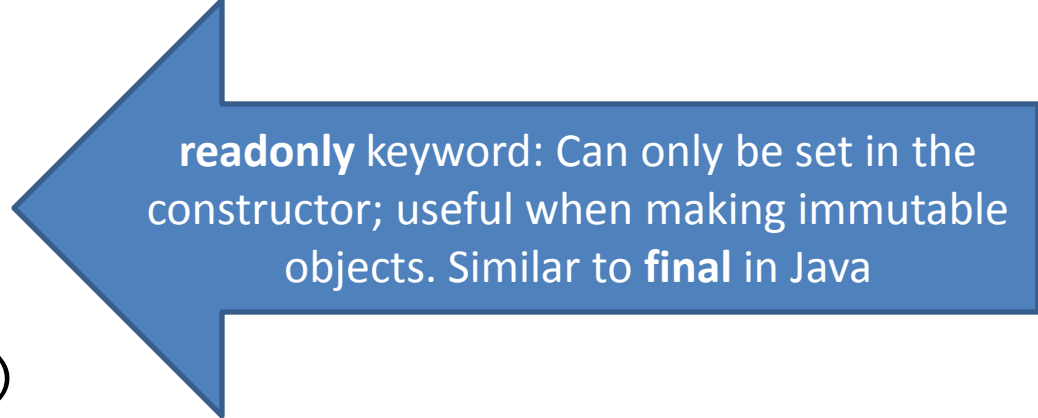 readonly keyword: Can only be set in the
constructor; useful when making immutable
objects. Similar to final in Java
)